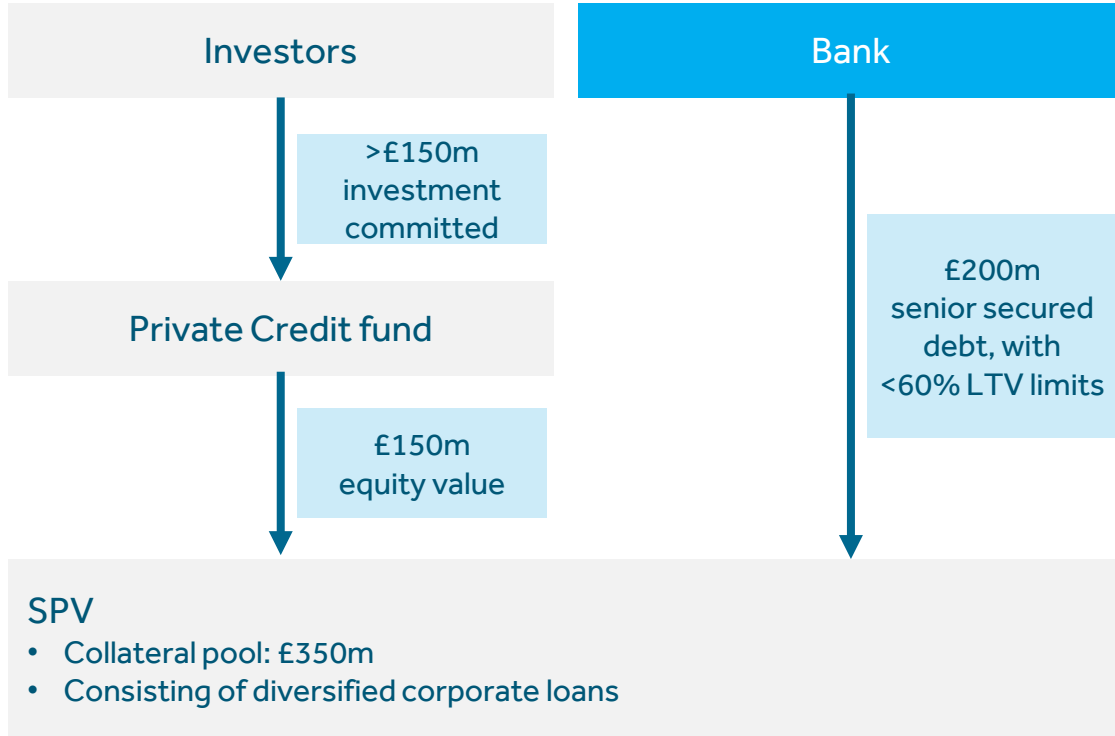 Investors
Bank
>£150m
investment
committed
Private Credit fund
£200m
senior secured
debt, with
<60% LTV limits
£150m
equity value
SPV
• Collateral pool: £350m
• Consisting of diversified corporate loans